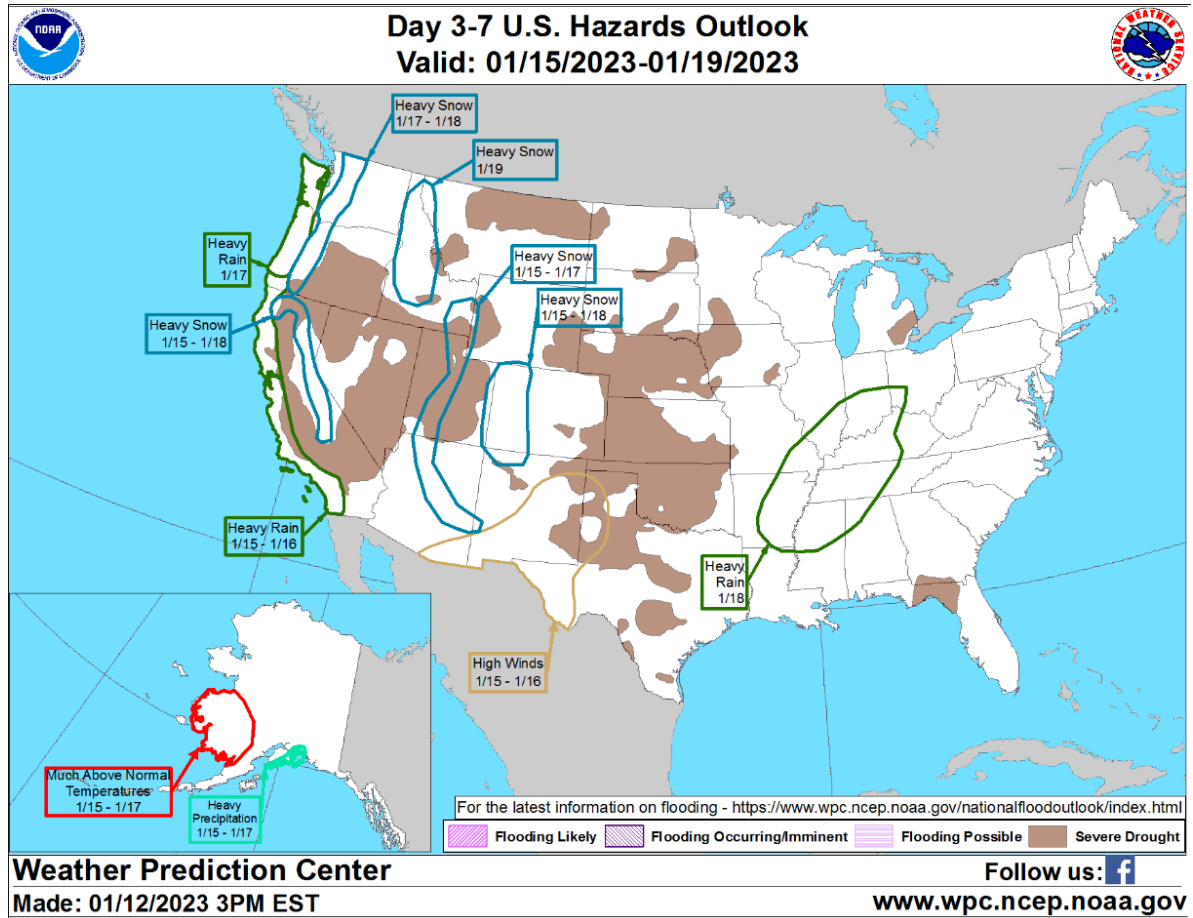 NOAA
Day 3-7 U.S. Hazards Outlook
Valid: 01/15/2023-01/19/2023
NATIONAL WEATHER SERVICE
Heavy Snow
1/17 - 1/18
Heavy Snow
1/19
Heavy
Rain
1/17
Heavy Snow
1/15 - 1/17
Heavy Snow
1/15 - 1/18
Heavy Snow
1/15 - 1/18
Heavy Rain
1/15 - 1/16
Heavy
Rain
1/18
High Winds
1/15 - 1/16
Much Above Normal
Temperatures
1/15 - 1/17
Heavy
Precipitation
1/15 - 1/17
For the latest information on flooding - https://www.wpc.ncep.noaa.gov/nationalfloodoutlook/index.html
Flooding Likely Flooding Occurring/Imminent Flooding Possible Severe Drought
Weather Prediction Center
Follow us: f
Made: 01/12/2023 3PM EST
www.wpc.ncep.noaa.gov